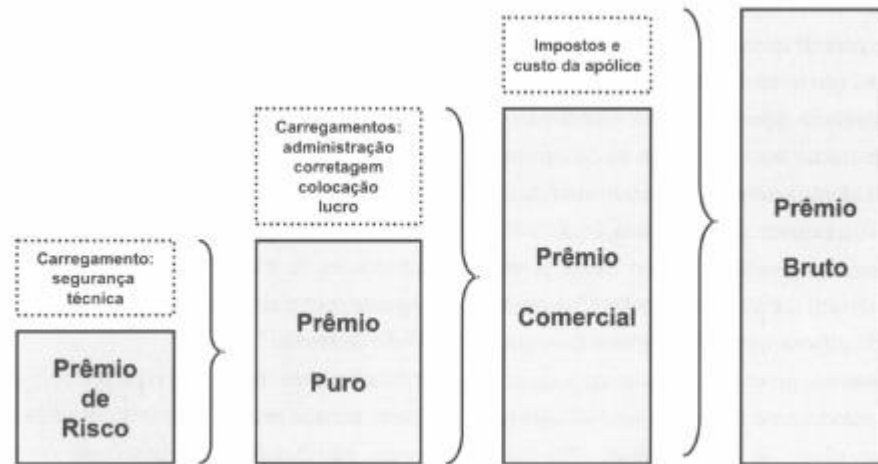 Carregamento:
segurança
técnica
Prêmio
de
Risco
Carregamentos:
administração
corretagem
colocação
lucro
Prêmio
Puro
Impostos e
custo da apólice
Prêmio
Comercial
Prêmio
Bruto